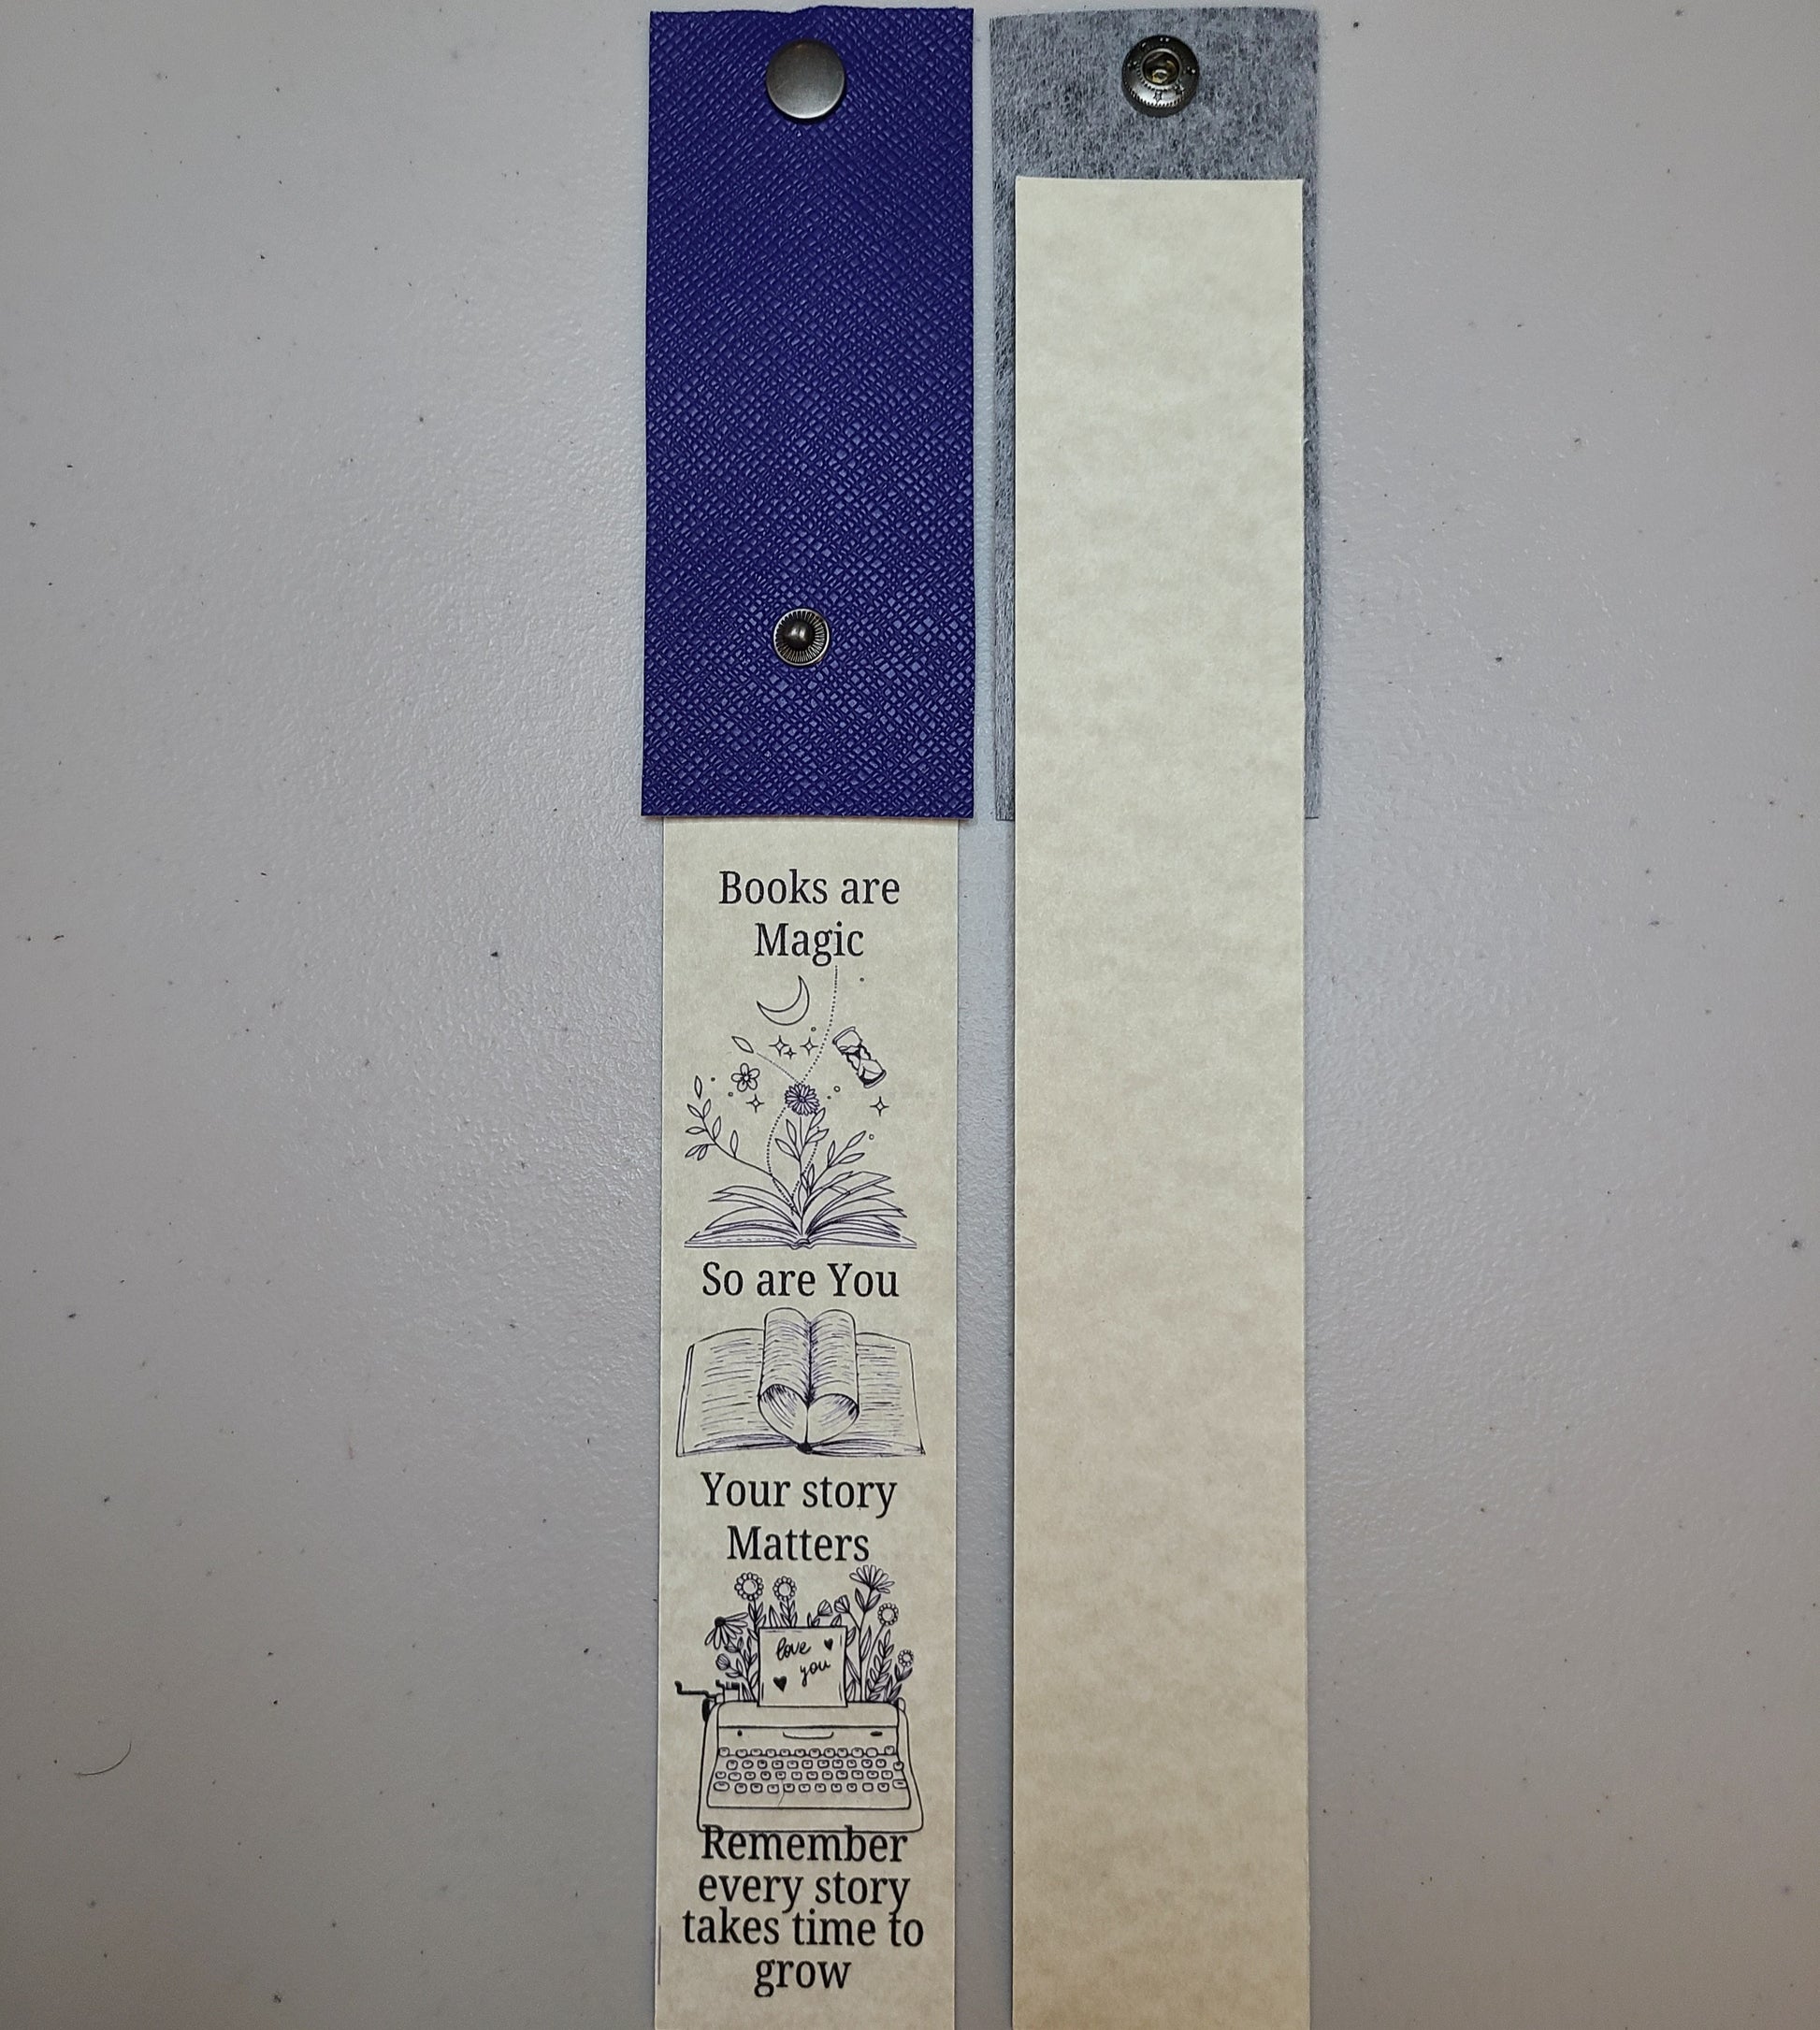 Books are
Magic
So are You
Your story
Matters
love
you
Remember
every story
takes time to
grow